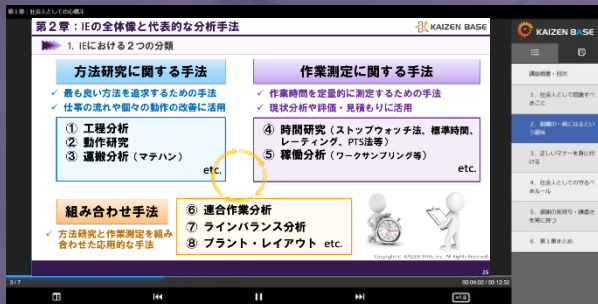 第１章：社会人としての心構え
第２章：IEの全体像と代表的な分析手法
KAIZEN BASE
1. IEにおける２つの分類
方法研究に関する手法
✓ 最も良い方法を追求するための手法
✓ 仕事の流れや個々の動作の改善に活用
① 工程分析
② 動作研究
③ 運搬分析（マテハン）
etc.
作業測定に関する手法
✓ 作業時間を定量的に測定するための手法
✓ 現状分析や評価・見積もりに活用
④ 時間研究（ストップウォッチ法、標準時間、
レーティング、PTS法等）
⑤ 稼働分析（ワークサンプリング等）
etc.
組み合わせ手法
✓ 方法研究と作業測定を組み
合わせた応用的な手法
⑥ 連合作業分析
⑦ ラインバランス分析
⑧ プラント・レイアウト etc.
Copyright © KAIZEN BASE, Inc, All Rights Reserved
35
3 / 7
00:04:02 / 00:12:32
×1.0
KAIZEN BASE
講座概要・目次
1. 社会人として認識すべ
きこと
2. 組織の一員になるとい
う意味
3. 正しいマナーを身に付
ける
4. 社会人としての守るべ
きルール
5. 感謝の気持ち・謙虚さ
を常に持つ
6. 第１章まとめ